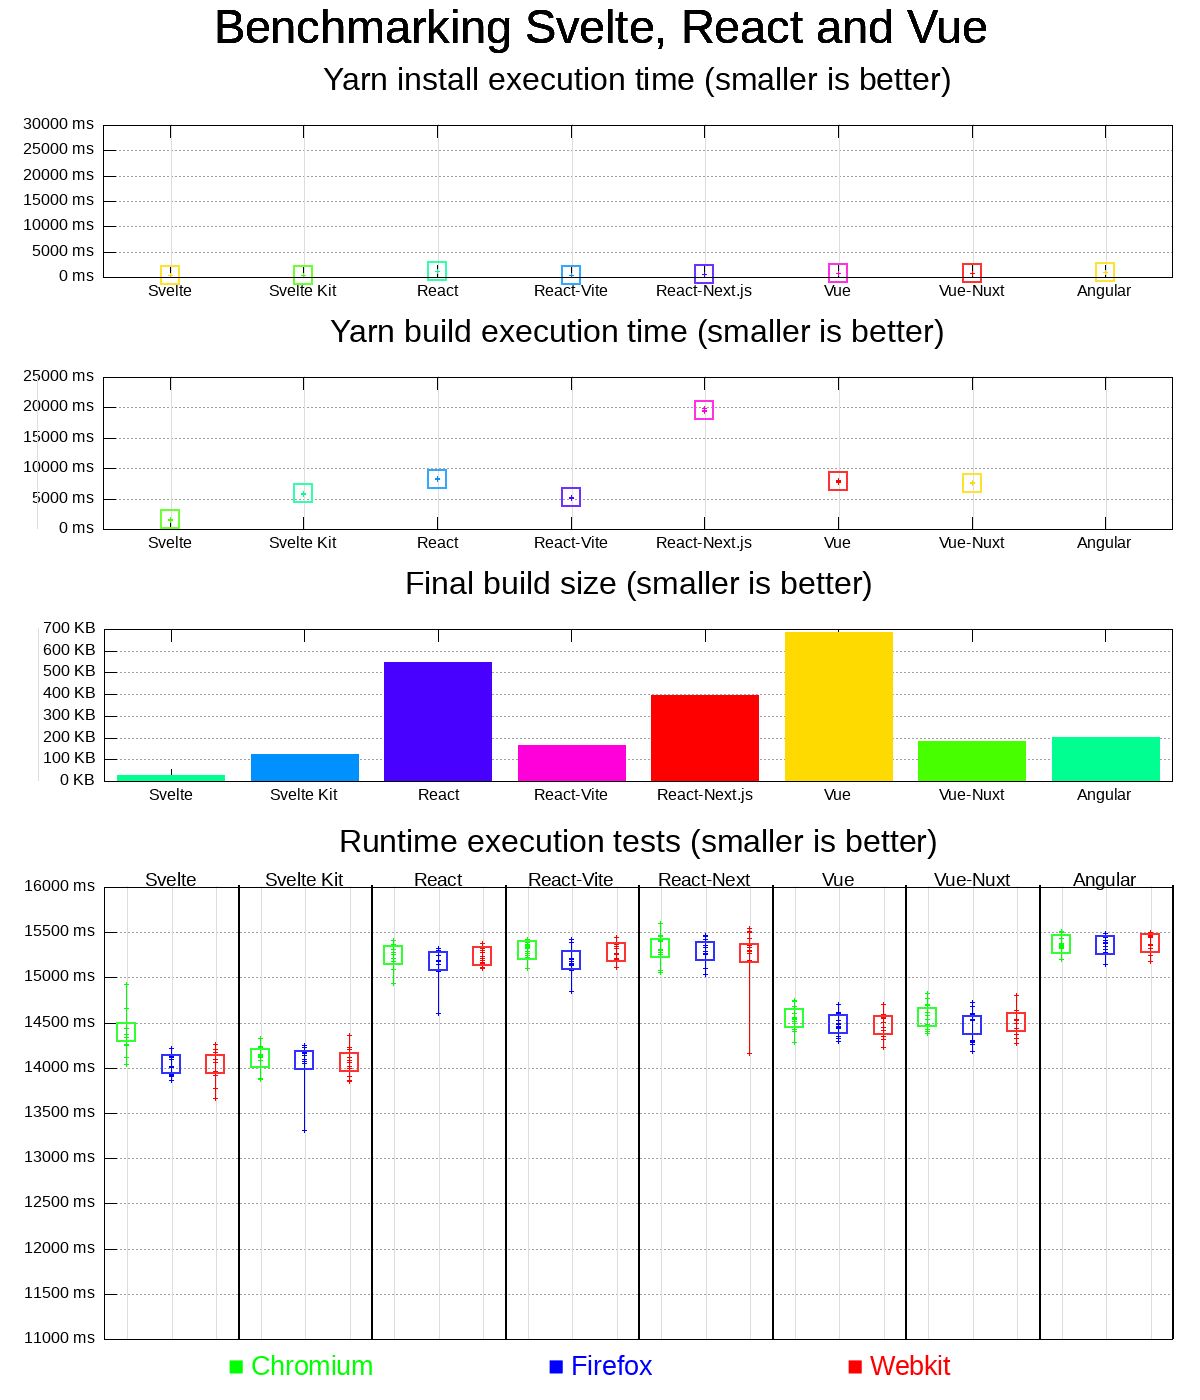 Benchmarking Svelte, React and Vue
Yarn install execution time (smaller is better)
30000 ms
25000 ms
20000 ms
15000 ms
10000 ms
5000 ms
0 ms
Svelte Svelte Kit React React-Vite React-Next.js Vue Vue-Nuxt Angular
Yarn build execution time (smaller is better)
25000 ms
20000 ms
15000 ms
10000 ms
5000 ms
0 ms
Svelte Svelte Kit React React-Vite React-Next.js Vue Vue-Nuxt Angular
Final build size (smaller is better)
700 KB
600 KB
500 KB
400 KB
300 KB
200 KB
100 KB
0 KB
Svelte Svelte Kit React React-Vite React-Next.js Vue Vue-Nuxt Angular
Runtime execution tests (smaller is better)
Svelte Svelte Kit React React-Vite React-Next Vue Vue-Nuxt Angular
16000 ms
15500 ms
15000 ms
14500 ms
14000 ms
13500 ms
13000 ms
12500 ms
12000 ms
11500 ms
11000 ms
Chromium Firefox Webkit